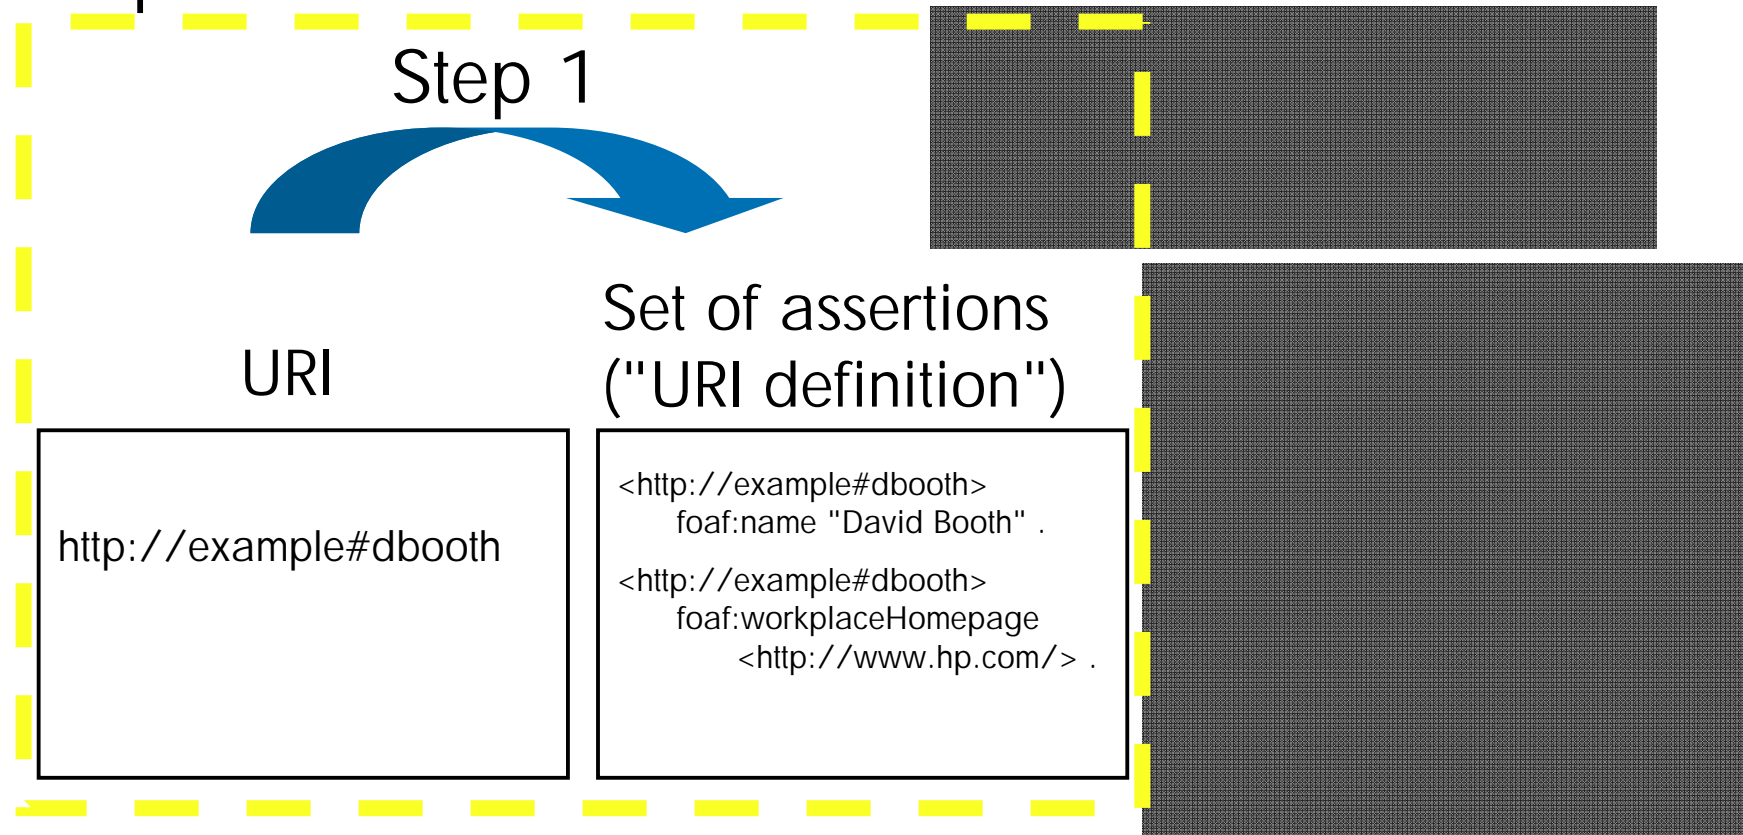 Step 1
URI
Set of assertions
("URI definition")
http://example#dbooth
<http://example#dbooth>
foaf:name "David Booth" .
<http://example#dbooth>
foaf:workplaceHomepage
<http://www.hp.com/> .